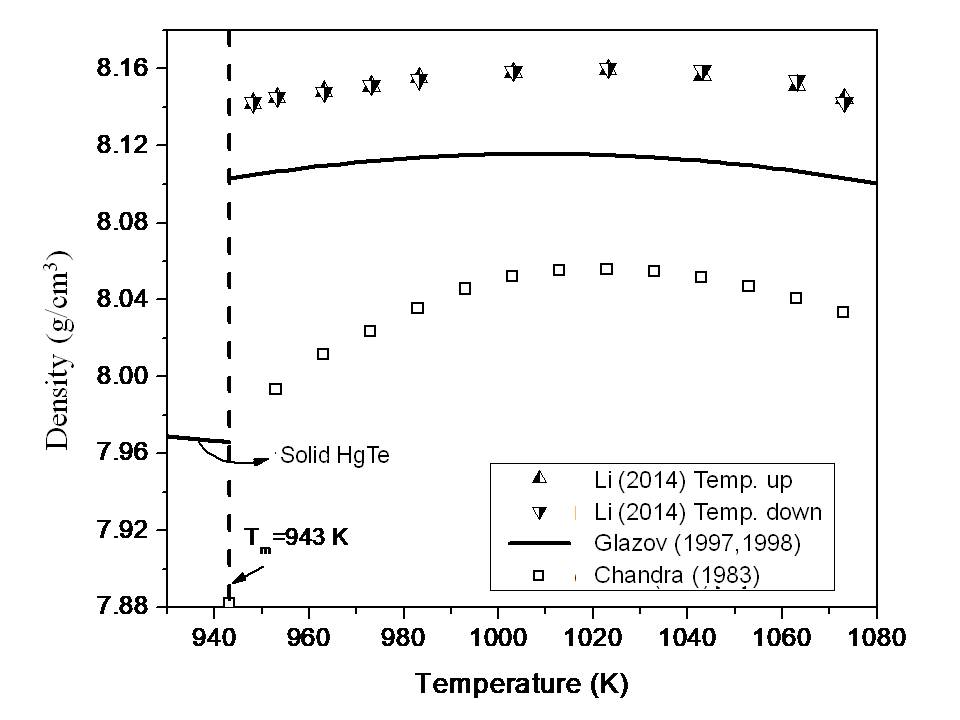 8.16
8.12
8.08
8.04
8.00
7.96
7.92
7.88
Density (g/cm³)
Solid HgTe
Tm=943 K
Li (2014) Temp. up
Li (2014) Temp. down
Glazov (1997,1998)
Chandra (1983)
940 960 980 1000 1020 1040 1060 1080
Temperature (K)